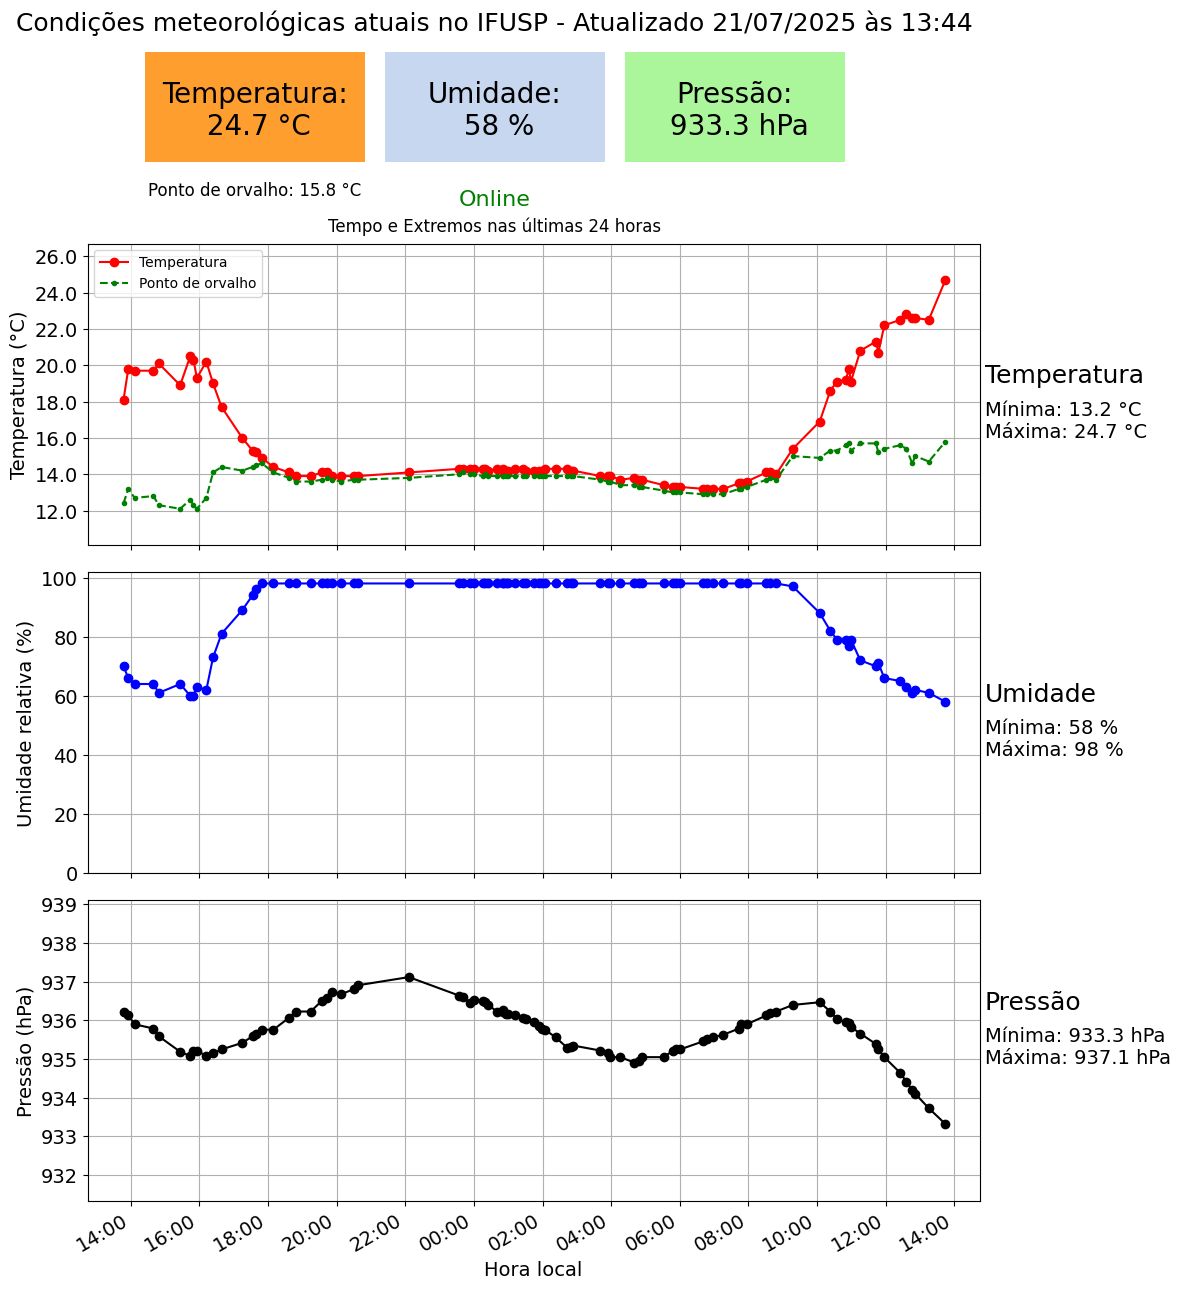 Condições meteorológicas atuais no IFUSP - Atualizado 21/07/2025 às 13:44
Temperatura:
24.7 °C
Umidade:
58 %
Pressão:
933.3 hPa
Ponto de orvalho: 15.8 °C
Online
Tempo e Extremos nas últimas 24 horas
Temperatura (°C)
26.0
24.0
22.0
20.0
18.0
16.0
14.0
12.0
Temperatura
Ponto de orvalho
Temperatura
Mínima: 13.2 °C
Máxima: 24.7 °C
Umidade relativa (%)
100
80
60
40
20
0
Umidade
Mínima: 58 %
Máxima: 98 %
Pressão (hPa)
939
938
937
936
935
934
933
932
Pressão
Mínima: 933.3 hPa
Máxima: 937.1 hPa
14:00 16:00 18:00 20:00 22:00 00:00 02:00 04:00 06:00 08:00 10:00 12:00 14:00
Hora local